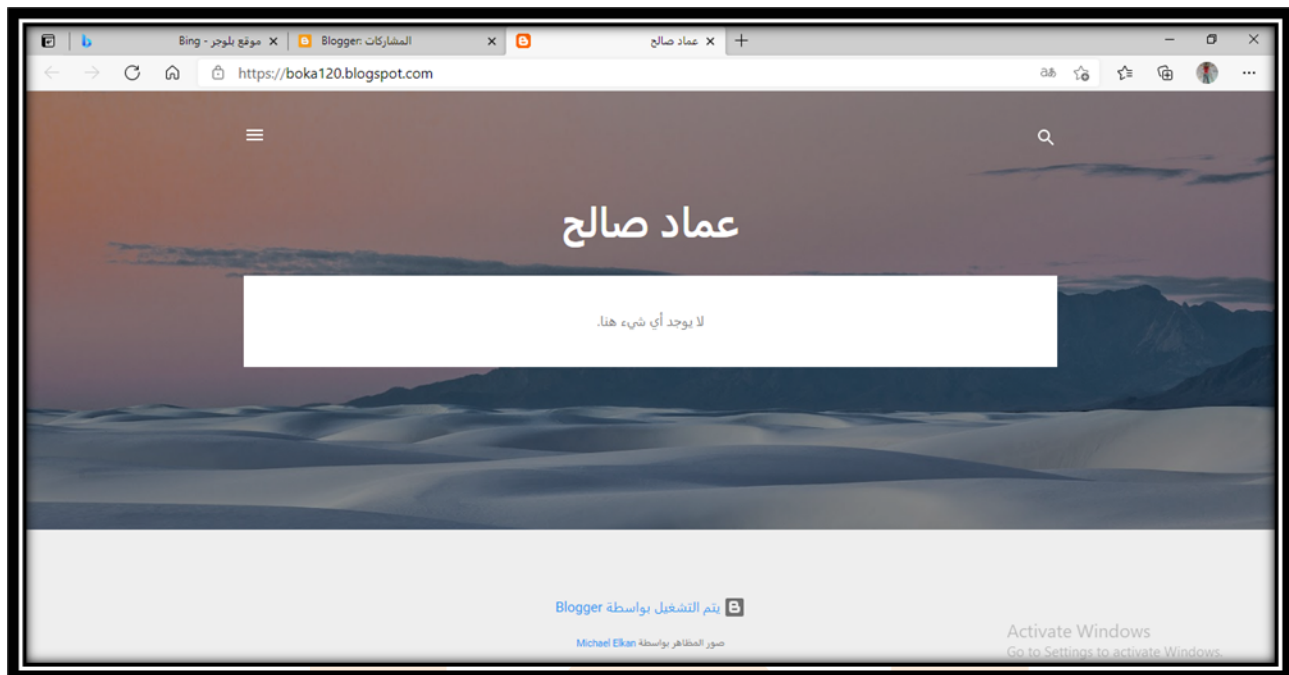 موقع بلوجر - Bing
Blogger: المشاركات
عماد صالح
https://boka120.blogspot.com
عماد صالح
لا يوجد أي شيء هنا.
يتم التشغيل بواسطة Blogger
صور المظاهر بواسطة Michael Elkan
Activate Windows
Go to Settings to activate Windows.